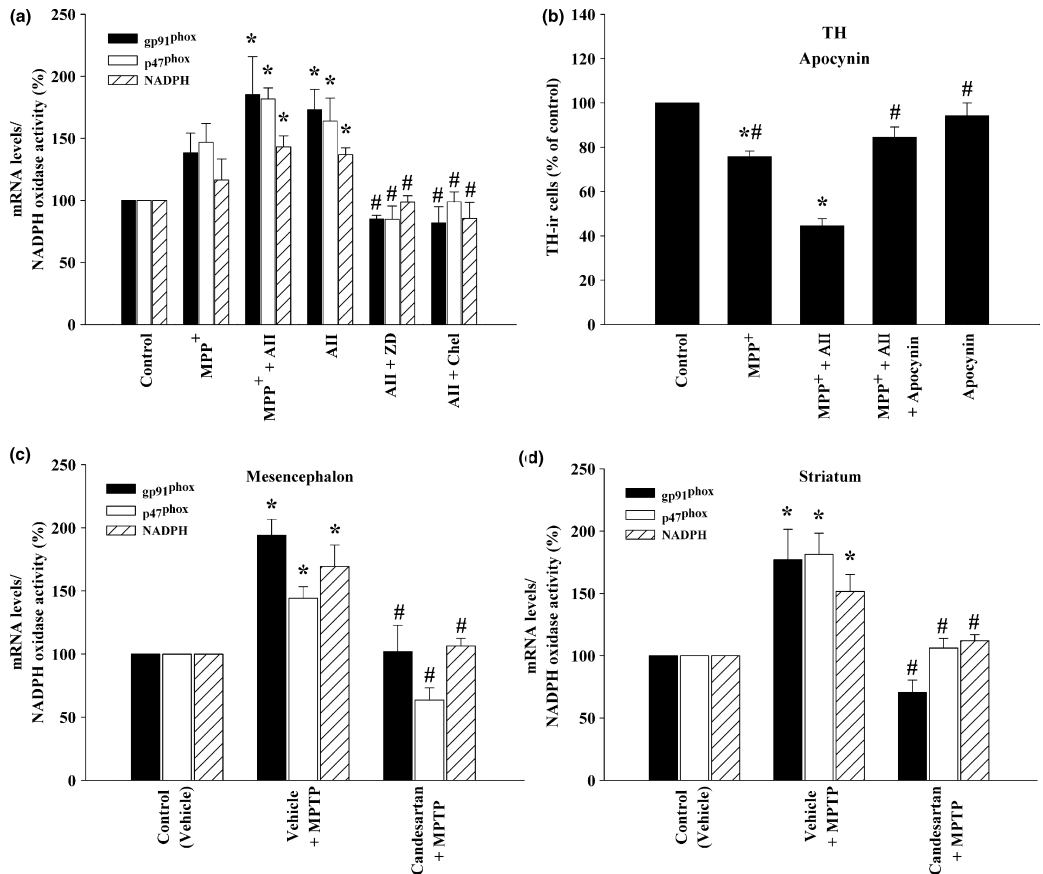 (a)
250
200
150
100
50
0
mRNA levels/
NADPH oxidase activity (%)
gp91phox
p47phox
NADPH
* * * * * *
# # # # # #
Control
MPP+
MPP+ + AII
AII
AII + ZD
AII + Chel
(b)
TH
Apocynin
140
120
100
80
60
40
20
0
TH-ir cells (% of control)
*#
*
#
#
Control
MPP+
MPP+ + AII
MPP+ + AII
+ Apocynin
Apocynin
(c)
Mesencephalon
250
200
150
100
50
0
mRNA levels/
NADPH oxidase activity (%)
gp91phox
p47phox
NADPH
* * *
# # #
Control
(Vehicle)
Vehicle
+ MPTP
Candesartan
+ MPTP
(d)
Striatum
250
200
150
100
50
0
mRNA levels/
NADPH oxidase activity (%)
gp91phox
p47phox
NADPH
* * *
# # #
Control
(Vehicle)
Vehicle
+ MPTP
Candesartan
+ MPTP